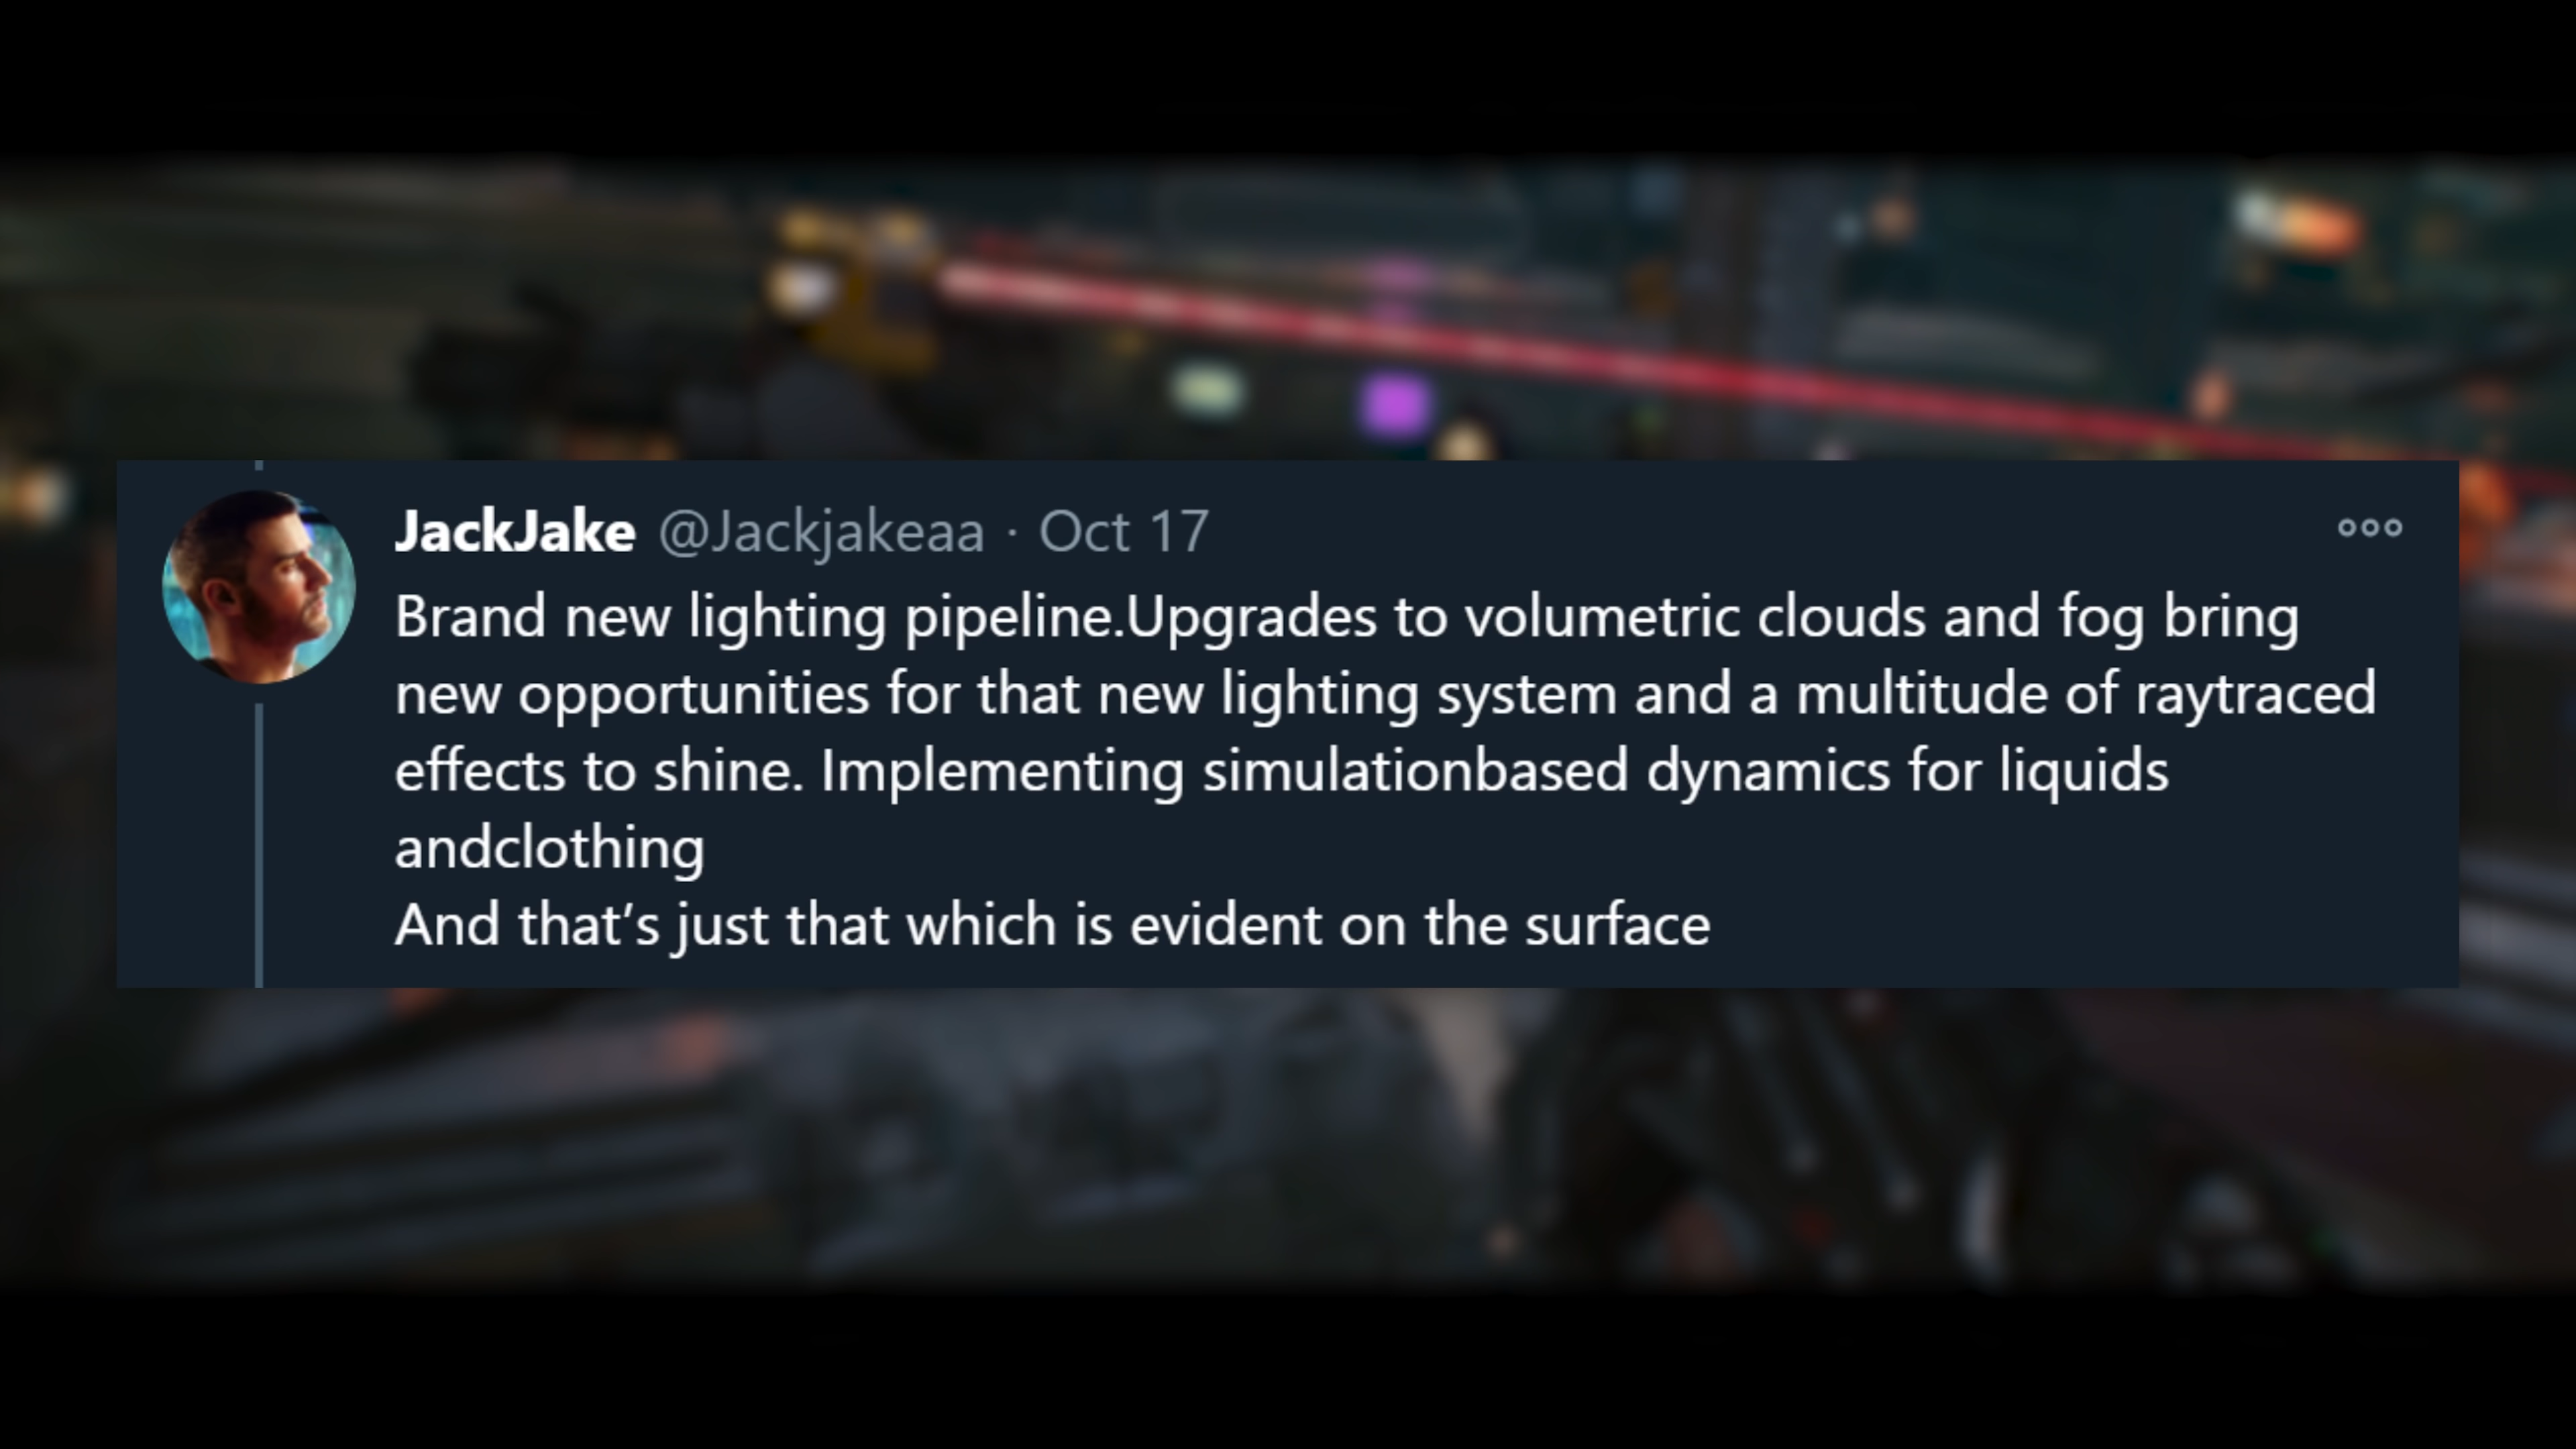 JackJake @Jackjakeaa · Oct 17
Brand new lighting pipeline.Upgrades to volumetric clouds and fog bring
new opportunities for that new lighting system and a multitude of raytraced
effects to shine. Implementing simulationbased dynamics for liquids
andclothing
And that’s just that which is evident on the surface